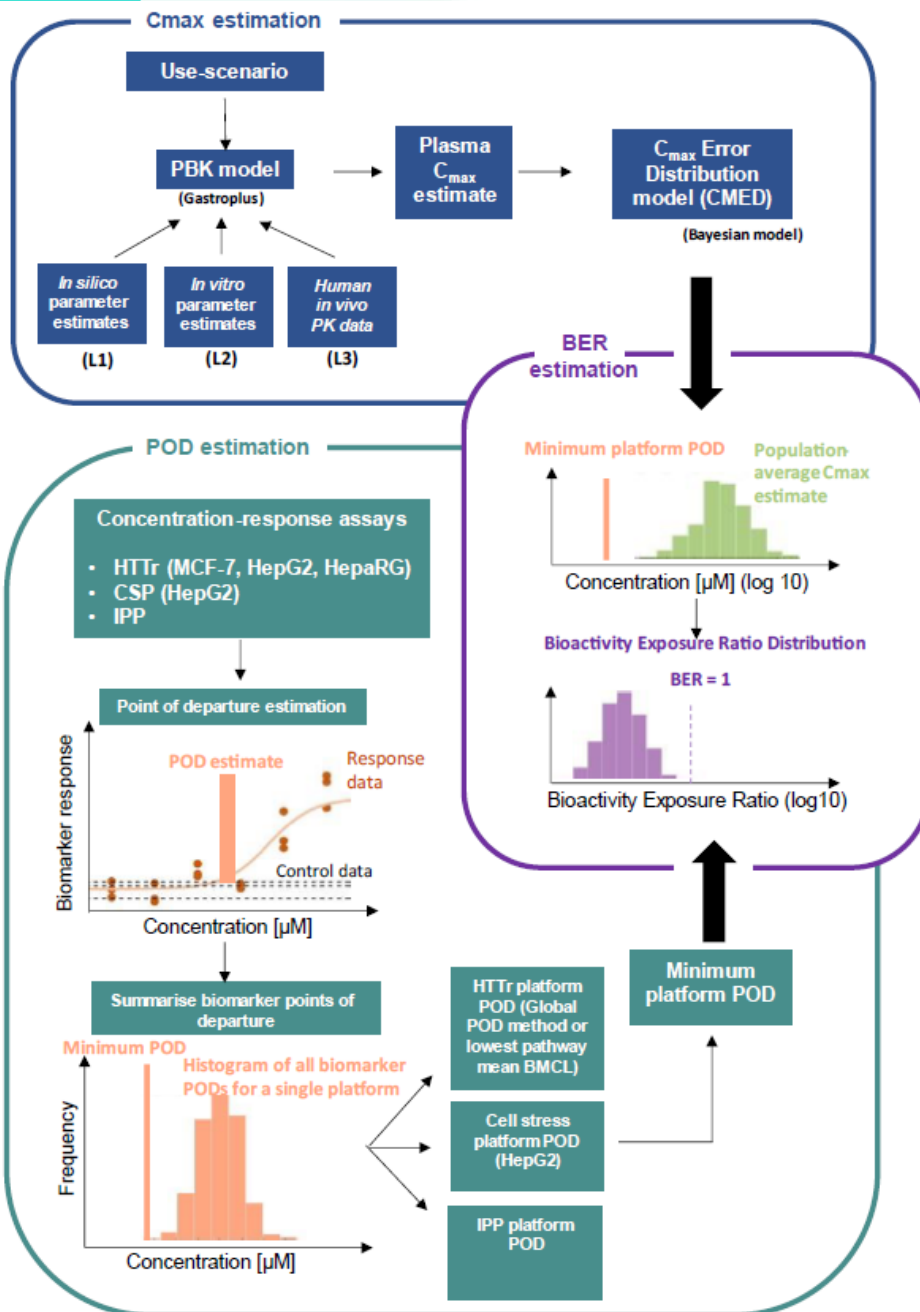 Cmax estimation
Use-scenario
PBK model
(Gastroplus)
Plasma
Cmax
estimate
Cmax Error
Distribution
model (CMED)
(Bayesian model)
In silico
parameter
estimates
(L1)
In vitro
parameter
estimates
(L2)
Human
in vivo
PK data
(L3)
BER
estimation
Minimum platform POD
Population-
average Cmax
estimate
Concentration [µM] (log 10)
Bioactivity Exposure Ratio Distribution
BER = 1
Bioactivity Exposure Ratio (log10)
POD estimation
Concentration-response assays
• HTTr (MCF-7, HepG2, HepaRG)
• CSP (HepG2)
• IPP
Point of departure estimation
POD estimate
Response
data
Control data
Biomarker response
Concentration [µM]
Summarise biomarker points of
departure
Minimum POD
Histogram of all biomarker
PODs for a single platform
Frequency
Concentration [µM]
HTTr platform
POD (Global
POD method or
lowest pathway
mean BMCL)
Cell stress
platform POD
(HepG2)
IPP platform
POD
Minimum
platform POD